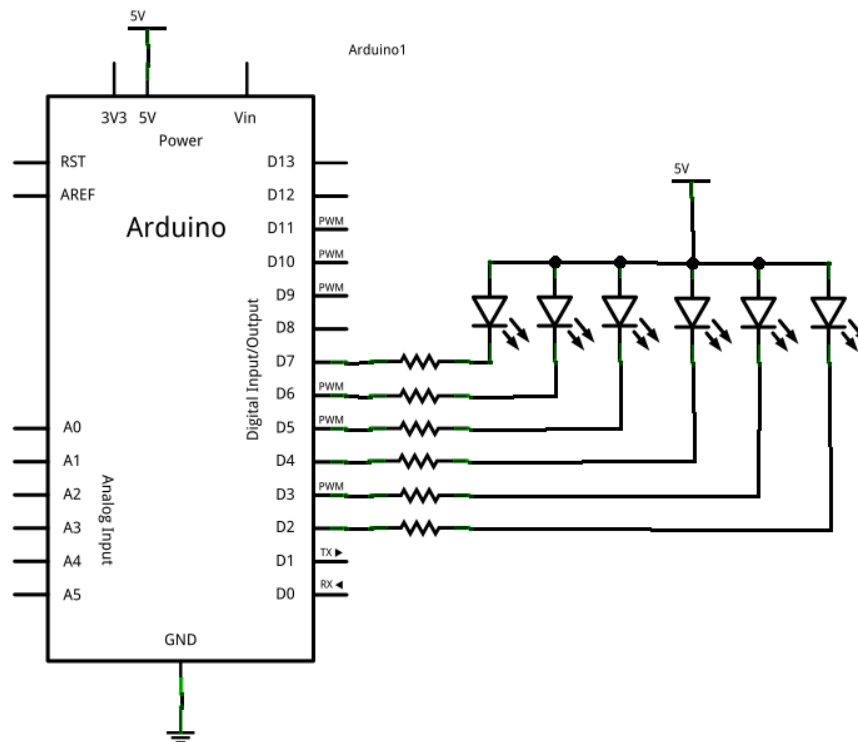 5V
Arduino1
3V3 5V Vin
Power
RST D13
AREF D12
Arduino
D11 PWM
D10 PWM
D9 PWM
D8
Digital Input/Output
D7
D6 PWM
A0 D5 PWM
A1 D4
A2 D3 PWM
Analog Input
A3 D2
A4 D1 TX ▶
A5 D0 RX ◀
GND
5V